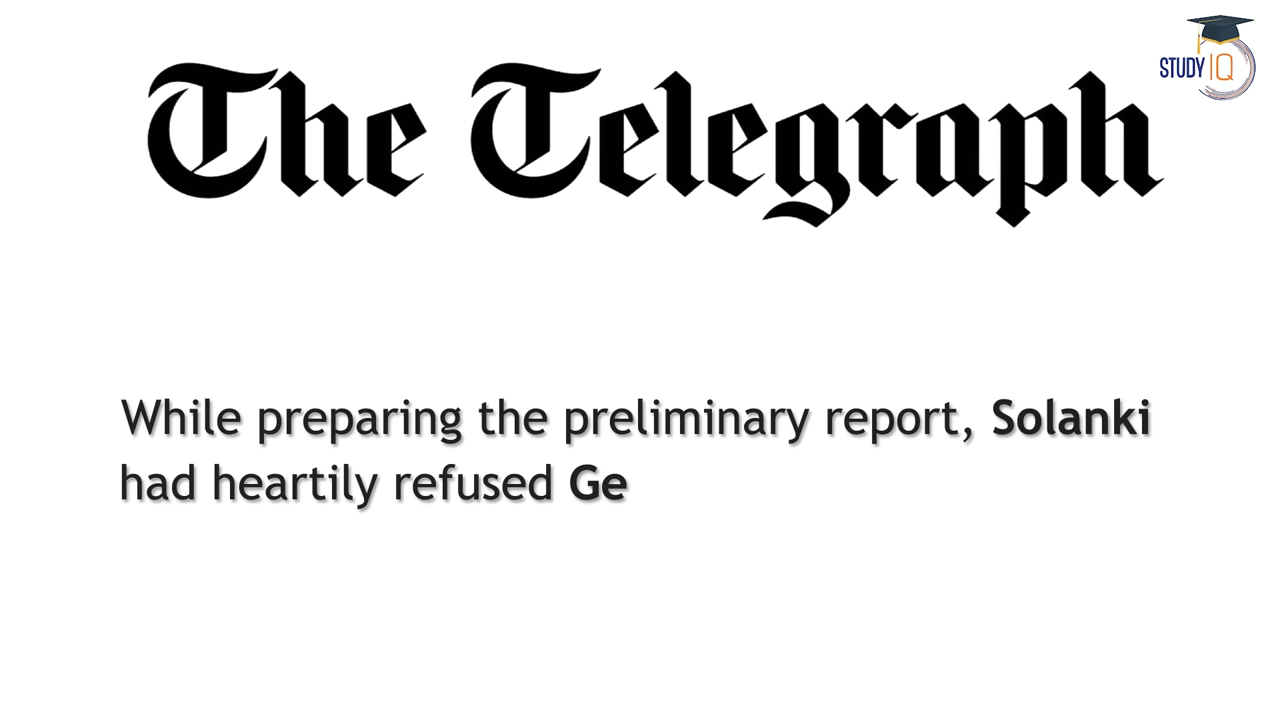 STUDY IQ
The Telegraph
While preparing the preliminary report, Solanki
had heartily refused Ge